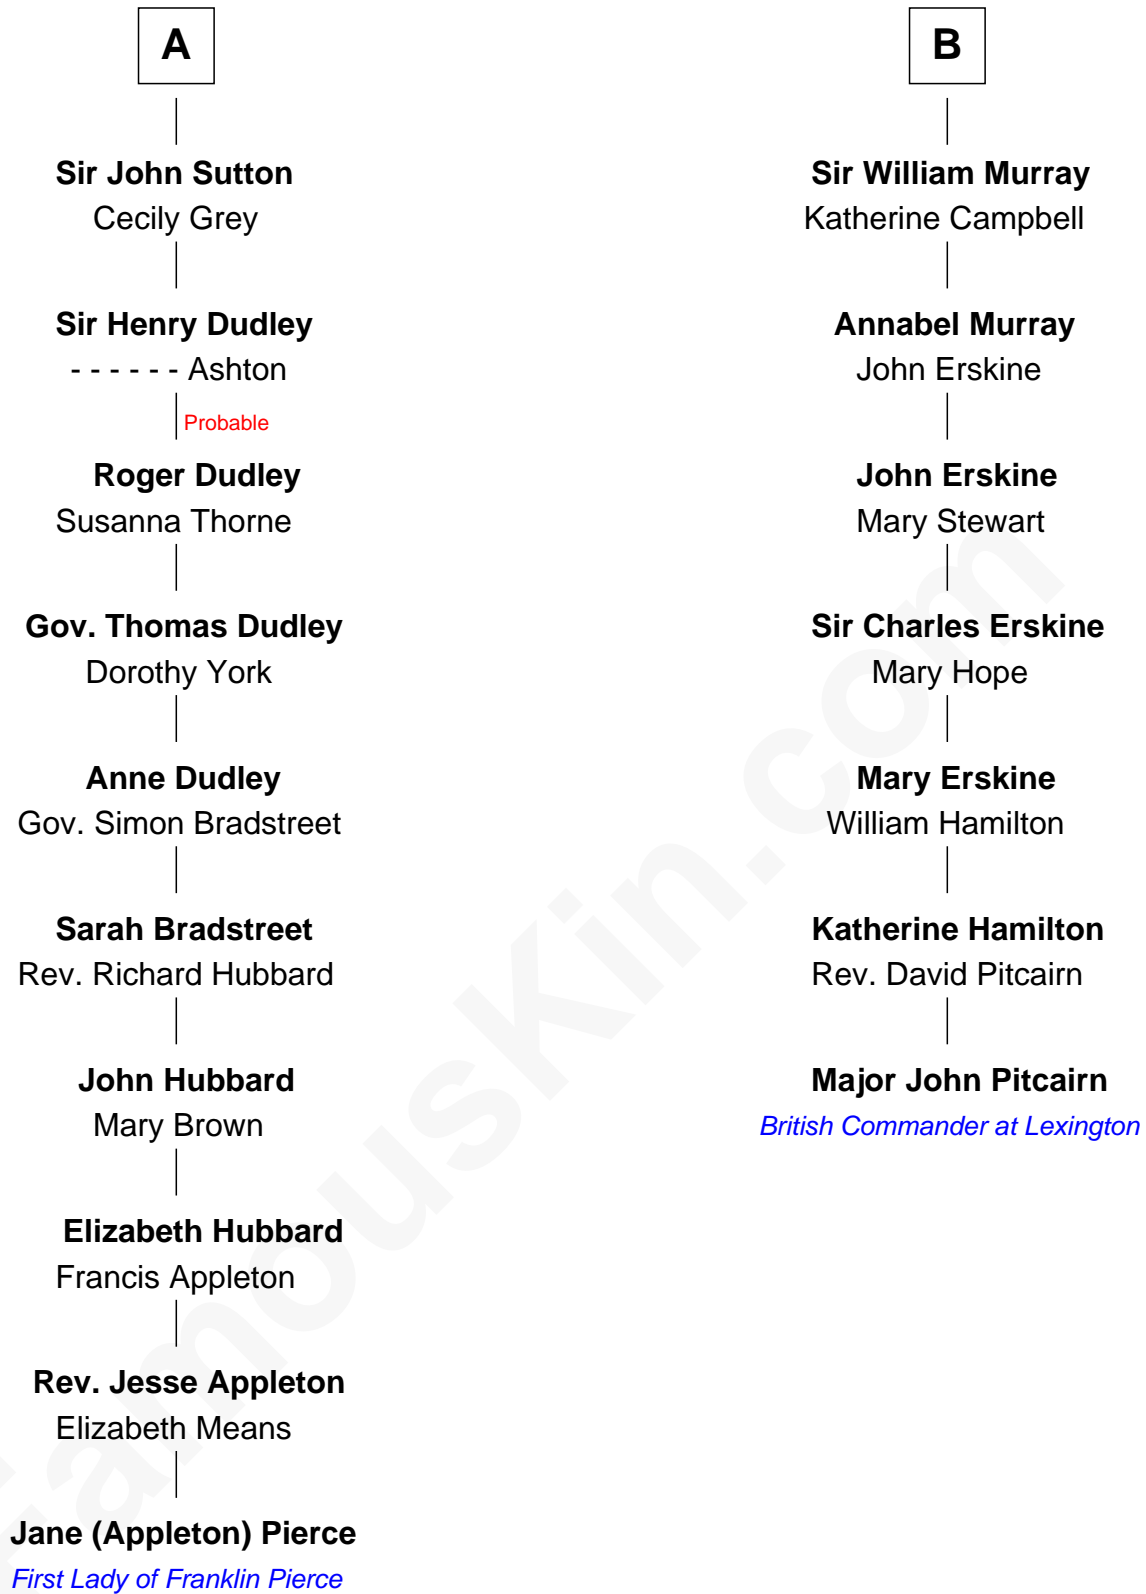 A
Sir John Sutton
Cecily Grey
Sir Henry Dudley
- - - - - - Ashton
Probable
Roger Dudley
Susanna Thorne
Gov. Thomas Dudley
Dorothy York
Anne Dudley
Gov. Simon Bradstreet
Sarah Bradstreet
Rev. Richard Hubbard
John Hubbard
Mary Brown
Elizabeth Hubbard
Francis Appleton
Rev. Jesse Appleton
Elizabeth Means
Jane (Appleton) Pierce
First Lady of Franklin Pierce
B
Sir William Murray
Katherine Campbell
Annabel Murray
John Erskine
John Erskine
Mary Stewart
Sir Charles Erskine
Mary Hope
Mary Erskine
William Hamilton
Katherine Hamilton
Rev. David Pitcairn
Major John Pitcairn
British Commander at Lexington
FamousKin.com